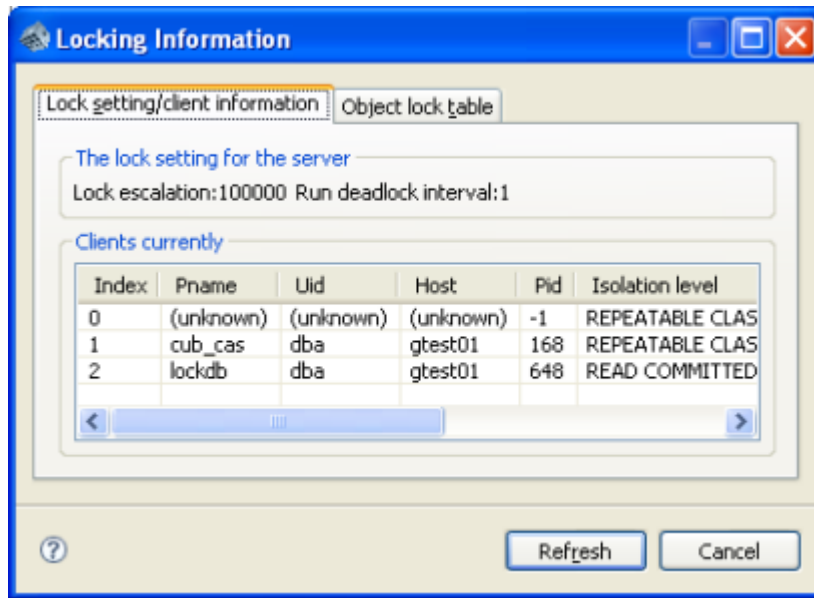 Locking Information
Lock setting/client information Object lock table
The lock setting for the server
Lock escalation:100000 Run deadlock interval:1
Clients currently
Index Pname Uid Host Pid Isolation level
0 (unknown) (unknown) (unknown) -1 REPEATABLE CLAS
1 cub_cas dba gtest01 168 REPEATABLE CLAS
2 lockdb dba gtest01 648 READ COMMITTED
? Refresh Cancel